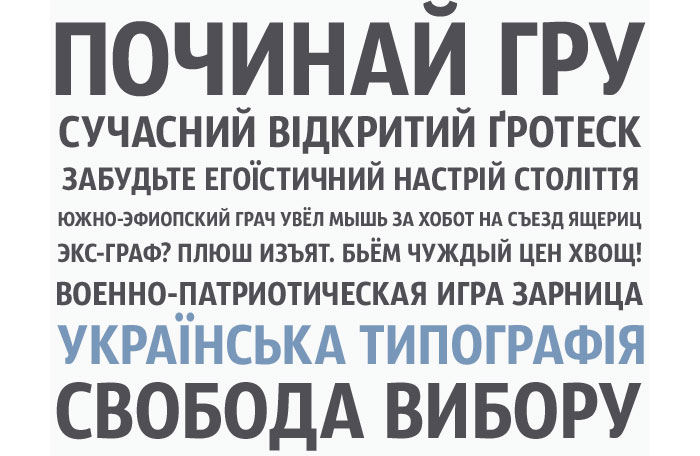 ПОЧИНАЙ ГРУ
СУЧАСНИЙ ВІДКРИТИЙ ҐРОТЕСК
ЗАБУДЬТЕ ЕГОЇСТИЧНИЙ НАСТРІЙ СТОЛІТТЯ
ЮЖНО-ЭФИОПСКИЙ ГРАЧ УВЁЛ МЫШЬ ЗА ХОБОТ НА СЪЕЗД ЯЩЕРИЦ
ЭКС-ГРАФ? ПЛЮШ ИЗЪЯТ. БЬЁМ ЧУЖДЫЙ ЦЕН ХВОЩ!
ВОЕННО-ПАТРИОТИЧЕСКАЯ ИГРА ЗАРНИЦА
УКРАЇНСЬКА ТИПОГРАФІЯ
СВОБОДА ВИБОРУ